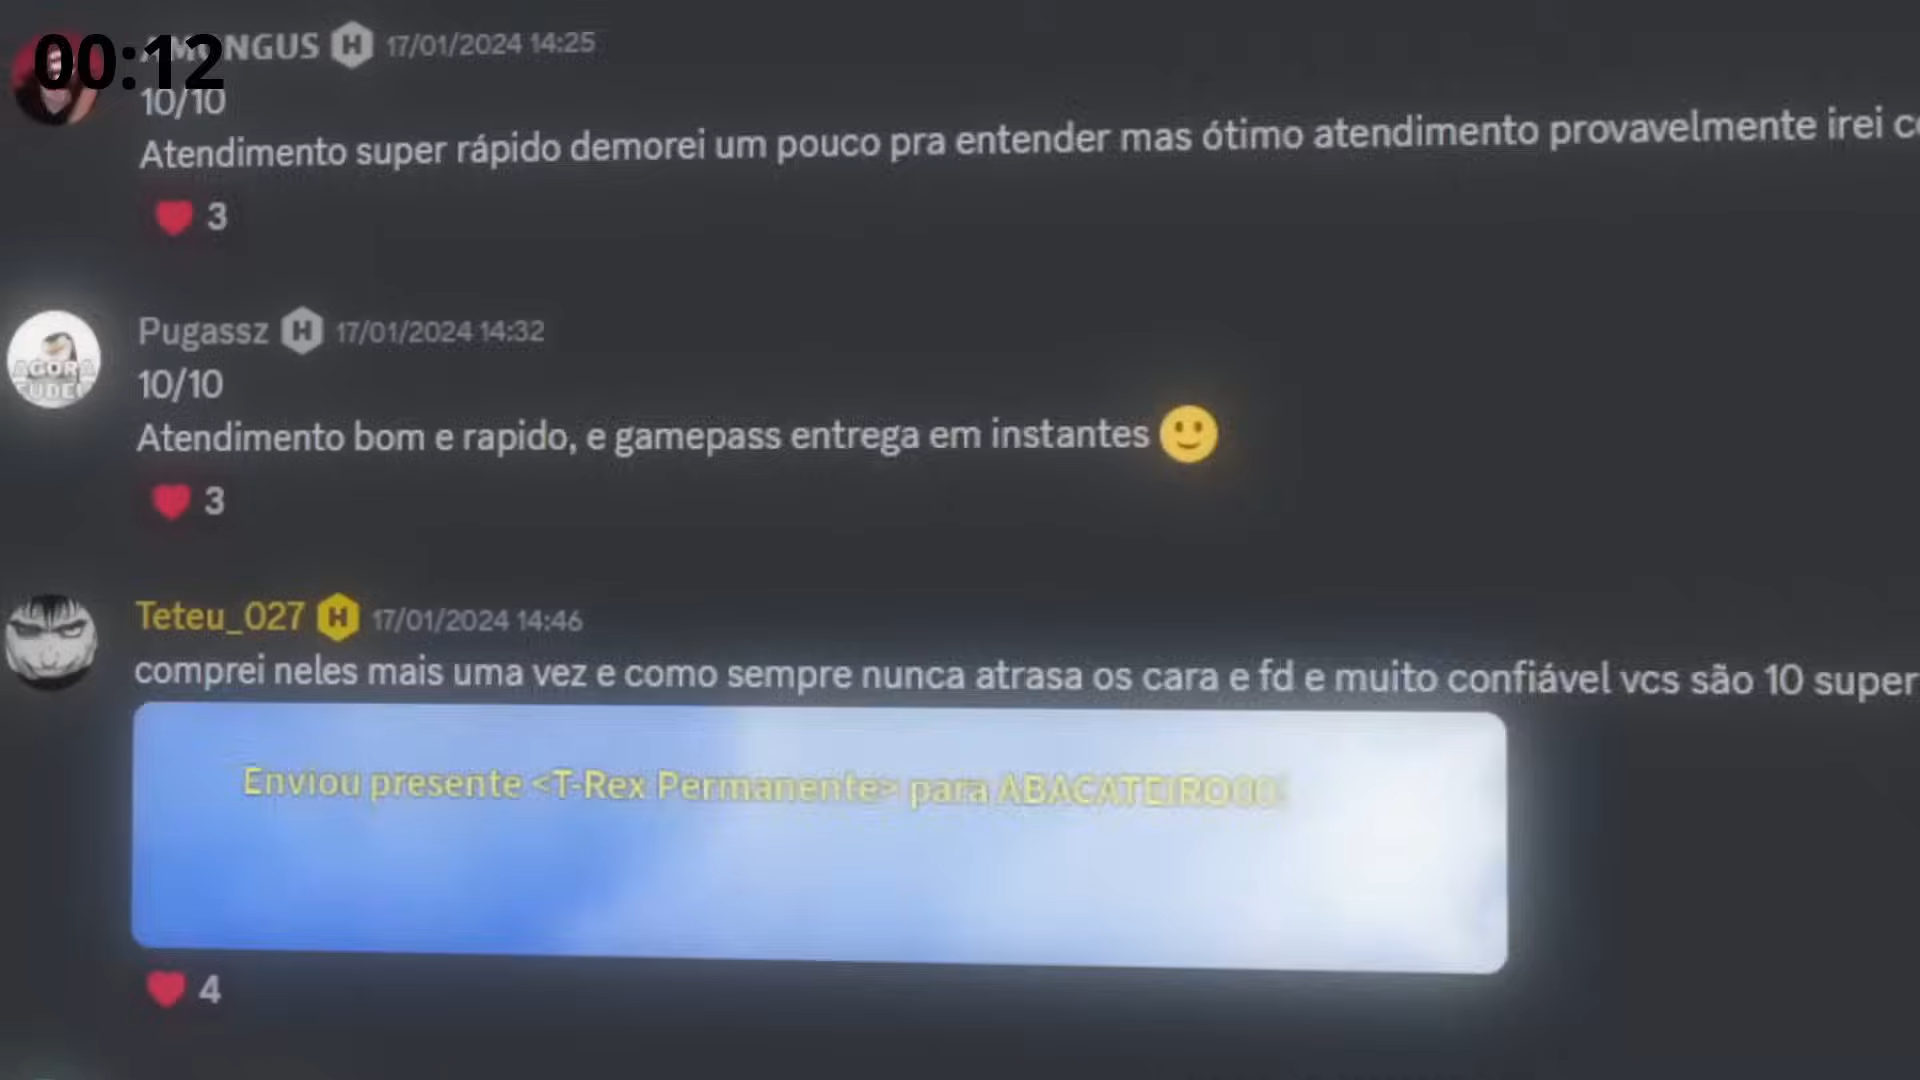 00:12
AMONGUS H 17/01/2024 14:25
10/10
Atendimento super rápido demorei um pouco pra entender mas ótimo atendimento provavelmente irei
3
AGORA
Pugassz H 17/01/2024 14:32
10/10
Atendimento bom e rapido, e gamepass entrega em instantes
3
Teteu_027 H 17/01/2024 14:46
comprei neles mais uma vez e como sempre nunca atrasa os cara e fd e muito confiável vcs são 10 super
Enviou presente <T-Rex Permanente> para
4